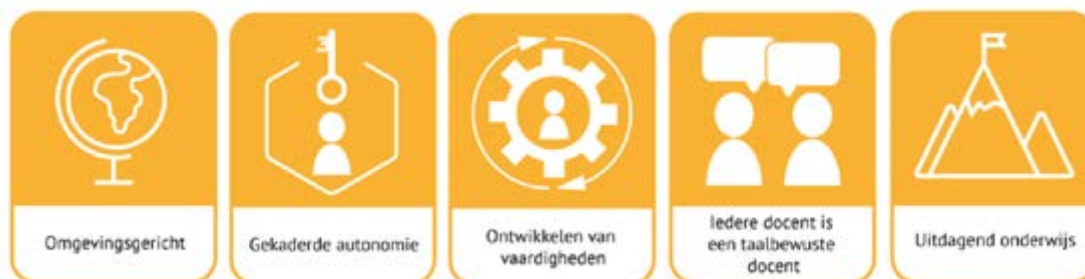 Omgevingsgericht
Gekaderde autonomie
Ontwikkelen van
vaardigheden
Iedere docent is
een taalbewuste
docent
Uitdagend onderwijs